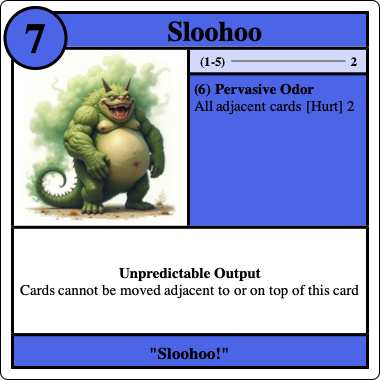 7
Sloohoo
(1-5) 2
(6) Pervasive Odor
All adjacent cards [Hurt] 2
Unpredictable Output
Cards cannot be moved adjacent to or on top of this card
"Sloohoo!"